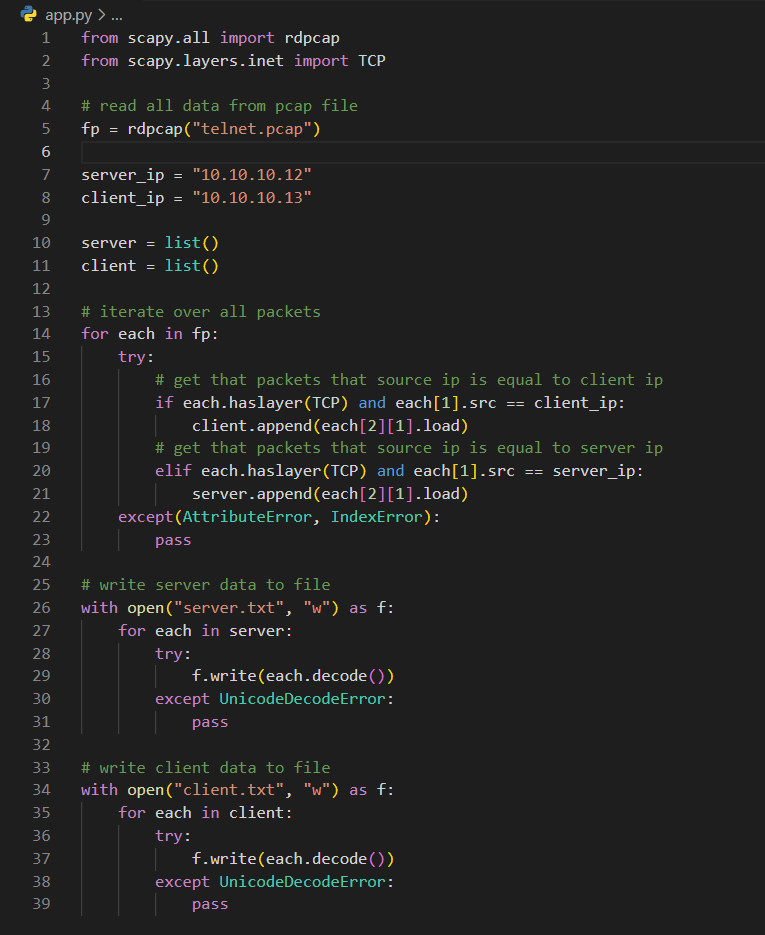 app.py > ...
1 from scapy.all import rdpcap
2 from scapy.layers.inet import TCP
3
4 # read all data from pcap file
5 fp = rdpcap("telnet.pcap")
6
7 server_ip = "10.10.10.12"
8 client_ip = "10.10.10.13"
9
10 server = list()
11 client = list()
12
13 # iterate over all packets
14 for each in fp:
15     try:
16         # get that packets that source ip is equal to client ip
17         if each.haslayer(TCP) and each[1].src == client_ip:
18             client.append(each[2][1].load)
19         # get that packets that source ip is equal to server ip
20         elif each.haslayer(TCP) and each[1].src == server_ip:
21             server.append(each[2][1].load)
22     except(AttributeError, IndexError):
23         pass
24
25 # write server data to file
26 with open("server.txt", "w") as f:
27     for each in server:
28         try:
29             f.write(each.decode())
30         except UnicodeDecodeError:
31             pass
32
33 # write client data to file
34 with open("client.txt", "w") as f:
35     for each in client:
36         try:
37             f.write(each.decode())
38         except UnicodeDecodeError:
39             pass